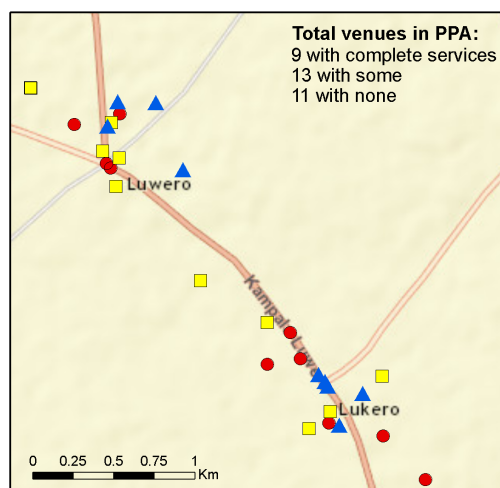 Total venues in PPA:
9 with complete services
13 with some
11 with none
Luwero
Kampala Luwe
Lukero
0 0.25 0.5 0.75 1
Km